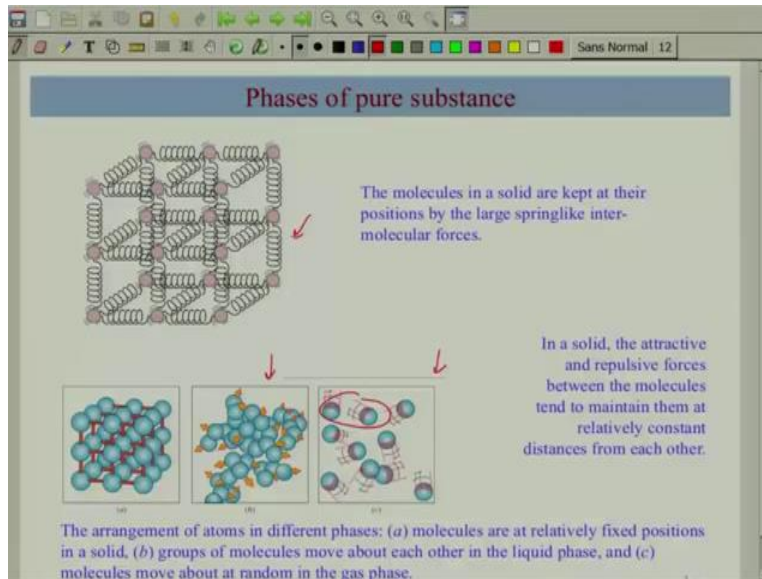 T
Sans Normal 12
Phases of pure substance
The molecules in a solid are kept at their
positions by the large springlike inter-
molecular forces.
In a solid, the attractive
and repulsive forces
between the molecules
tend to maintain them at
relatively constant
distances from each other.
(a) (b) (c)
The arrangement of atoms in different phases: (a) molecules are at relatively fixed positions
in a solid, (b) groups of molecules move about each other in the liquid phase, and (c)
molecules move about at random in the gas phase.